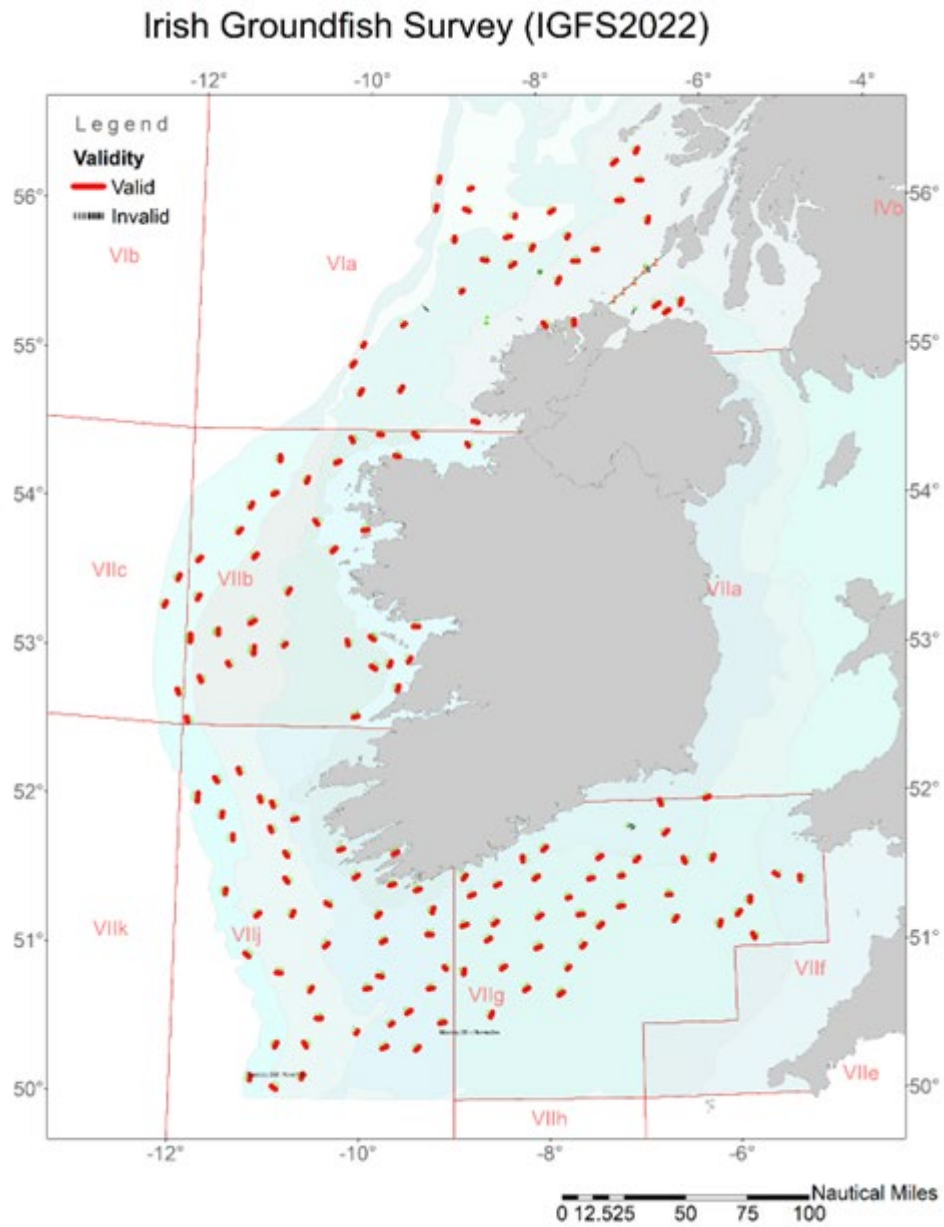 Irish Groundfish Survey (IGFS2022)
-12° -10° -8° -6° -4°
Legend
Validity
Valid
Invalid
56° 56°
IVb
VIb VIa
55° 55°
54° 54°
VIIc VIIb VIIa
53° 53°
52° 52°
VIIk VIIj
51° 51°
VIIg VIIf
50° 50°
VIIe
VIIh
-12° -10° -8° -6°
Nautical Miles
0 12.525 50 75 100